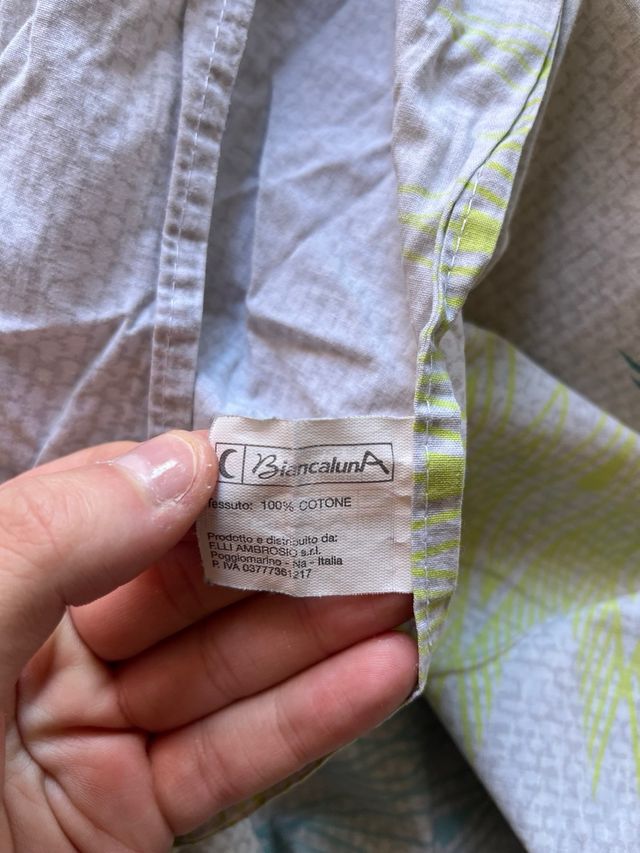 BiancalunA
Tessuto: 100% COTONE
Prodotto e distribuito da:
F.LLI AMBROSIO s.r.l.
Poggiomarino - Na - Italia
P. IVA 03777361217